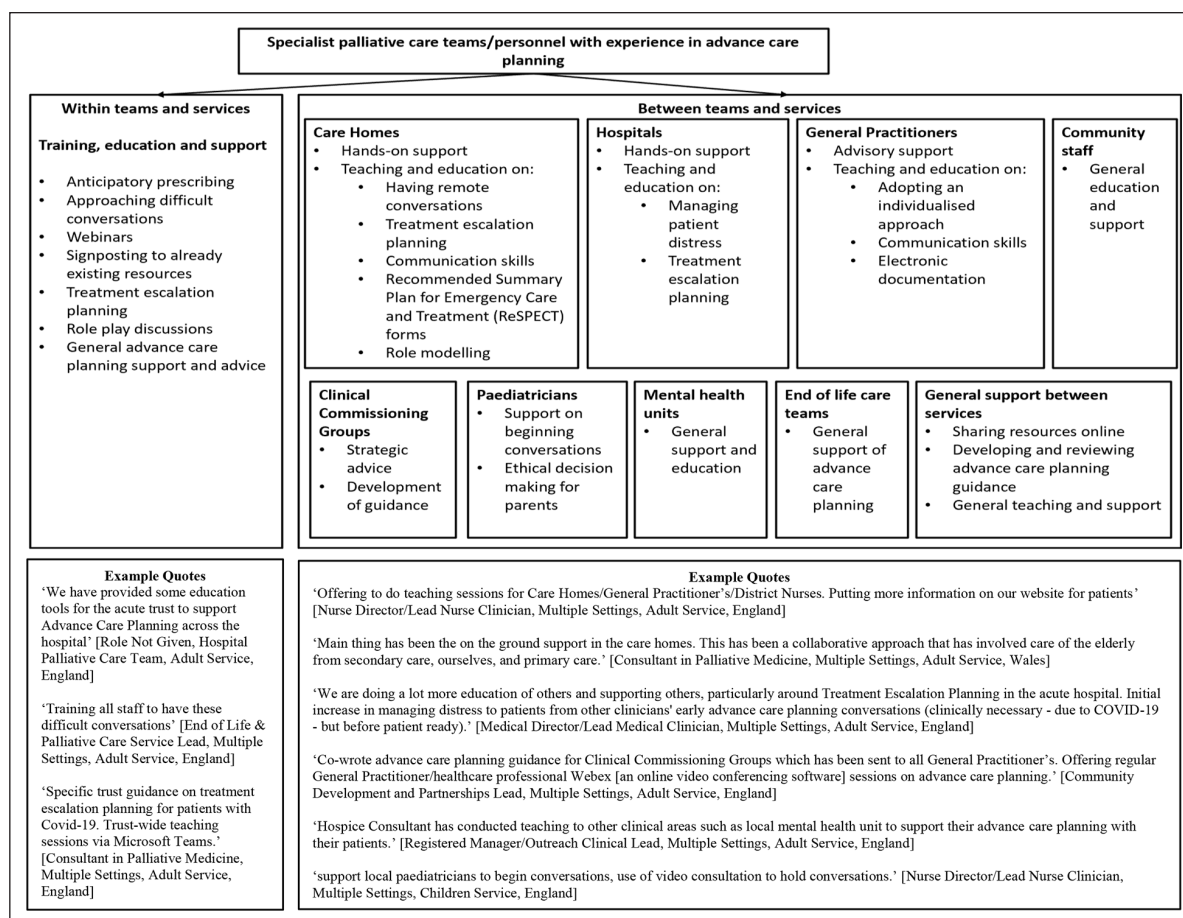 Specialist palliative care teams/personnel with experience in advance care
planning
Within teams and services
Training, education and support
• Anticipatory prescribing
• Approaching difficult
conversations
• Webinars
• Signposting to already
existing resources
• Treatment escalation
planning
• Role play discussions
• General advance care
planning support and advice
Between teams and services
Care Homes
• Hands-on support
• Teaching and education on:
• Having remote
conversations
• Treatment escalation
planning
• Communication skills
• Recommended Summary
Plan for Emergency Care
and Treatment (ReSPECT)
forms
• Role modelling
Hospitals
• Hands-on support
• Teaching and
education on:
• Managing
patient
distress
• Treatment
escalation
planning
General Practitioners
• Advisory support
• Teaching and education on:
• Adopting an
individualised
approach
• Communication skills
• Electronic
documentation
Community
staff
• General
education
and
support
Clinical
Commissioning
Groups
• Strategic
advice
• Development
of guidance
Paediatricians
• Support on
beginning
conversations
• Ethical decision
making for
parents
Mental health
units
• General
support and
education
End of life care
teams
• General
support of
advance
care
planning
General support between
services
• Sharing resources online
• Developing and reviewing
advance care planning
guidance
• General teaching and support
Example Quotes
‘We have provided some education
tools for the acute trust to support
Advance Care Planning across the
hospital’ [Role Not Given, Hospital
Palliative Care Team, Adult Service,
England]
‘Training all staff to have these
difficult conversations’ [End of Life &
Palliative Care Service Lead, Multiple
Settings, Adult Service, England]
‘Specific trust guidance on treatment
escalation planning for patients with
Covid-19. Trust-wide teaching
sessions via Microsoft Teams.’
[Consultant in Palliative Medicine,
Multiple Settings, Adult Service,
England]
Example Quotes
‘Offering to do teaching sessions for Care Homes/General Practitioner’s/District Nurses. Putting more information on our website for patients’
[Nurse Director/Lead Nurse Clinician, Multiple Settings, Adult Service, England]
‘Main thing has been the on the ground support in the care homes. This has been a collaborative approach that has involved care of the elderly
from secondary care, ourselves, and primary care.’ [Consultant in Palliative Medicine, Multiple Settings, Adult Service, Wales]
‘We are doing a lot more education of others and supporting others, particularly around Treatment Escalation Planning in the acute hospital. Initial
increase in managing distress to patients from other clinicians' early advance care planning conversations (clinically necessary - due to COVID-19
- but before patient ready).’ [Medical Director/Lead Medical Clinician, Multiple Settings, Adult Service, England]
‘Co-wrote advance care planning guidance for Clinical Commissioning Groups which has been sent to all General Practitioner’s. Offering regular
General Practitioner/healthcare professional Webex [an online video conferencing software] sessions on advance care planning.’ [Community
Development and Partnerships Lead, Multiple Settings, Adult Service, England]
‘Hospice Consultant has conducted teaching to other clinical areas such as local mental health unit to support their advance care planning with
their patients.’ [Registered Manager/Outreach Clinical Lead, Multiple Settings, Adult Service, England]
‘support local paediatricians to begin conversations, use of video consultation to hold conversations.’ [Nurse Director/Lead Nurse Clinician,
Multiple Settings, Children Service, England]